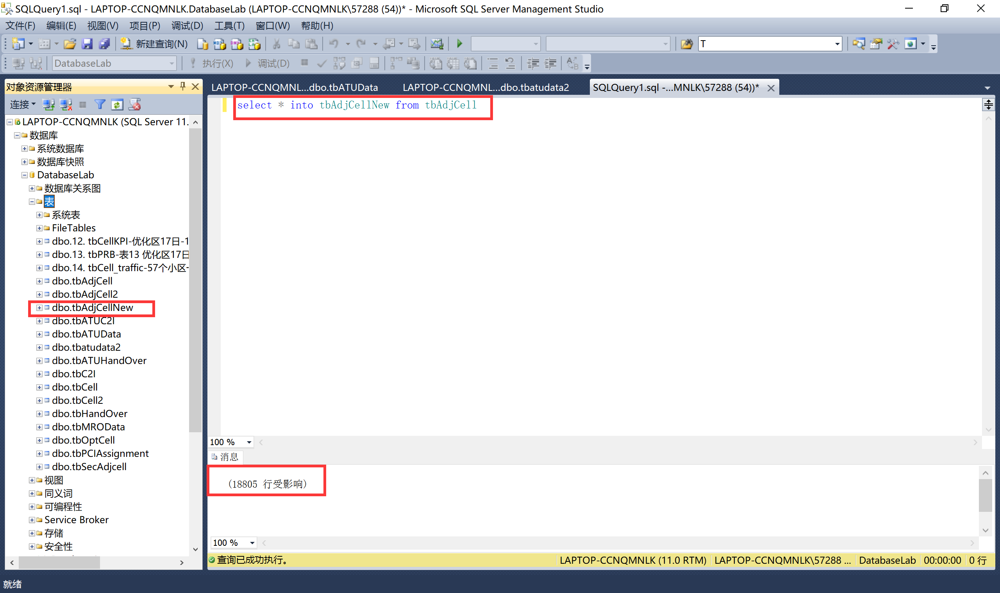 SQLQuery1.sql - LAPTOP-CCNQMNLK.DatabaseLab (LAPTOP-CCNQMNLK\57288 (54))* - Microsoft SQL Server Management Studio
文件(F) 编辑(E) 视图(V) 项目(P) 调试(D) 工具(T) 窗口(W) 帮助(H)
新建查询(N) T
DatabaseLab 执行(X) 调试(D)
对象资源管理器
LAPTOP-CCNQMNL...dbo.tbATUData LAPTOP-CCNQMNL...dbo.tbatudata2 SQLQuery1.sql -...MNLK\57288 (54))*
连接
select * into tbAdjCellNew from tbAdjCell
LAPTOP-CCNQMNLK (SQL Server 11.
数据库
系统数据库
数据库快照
DatabaseLab
数据库关系图
表
系统表
FileTables
dbo.12. tbCellKPI-优化区17日-1
dbo.13. tbPRB-表13 优化区17日
dbo.14. tbCell_traffic-57个小区-
dbo.tbAdjCell
dbo.tbAdjCell2
dbo.tbAdjCellNew
dbo.tbATUC2I
dbo.tbATUData
dbo.tbatudata2
dbo.tbATUHandOver
dbo.tbC2I
dbo.tbCell
dbo.tbCell2
dbo.tbHandOver
dbo.tbMROData
dbo.tbOptCell
dbo.tbPCIAssignment
dbo.tbSecAdjcell
视图
同义词
可编程性
Service Broker
存储
安全性
100 %
消息
(18805 行受影响)
100 %
查询已成功执行。 LAPTOP-CCNQMNLK (11.0 RTM) LAPTOP-CCNQMNLK\57288 ... DatabaseLab 00:00:00 0 行
就绪